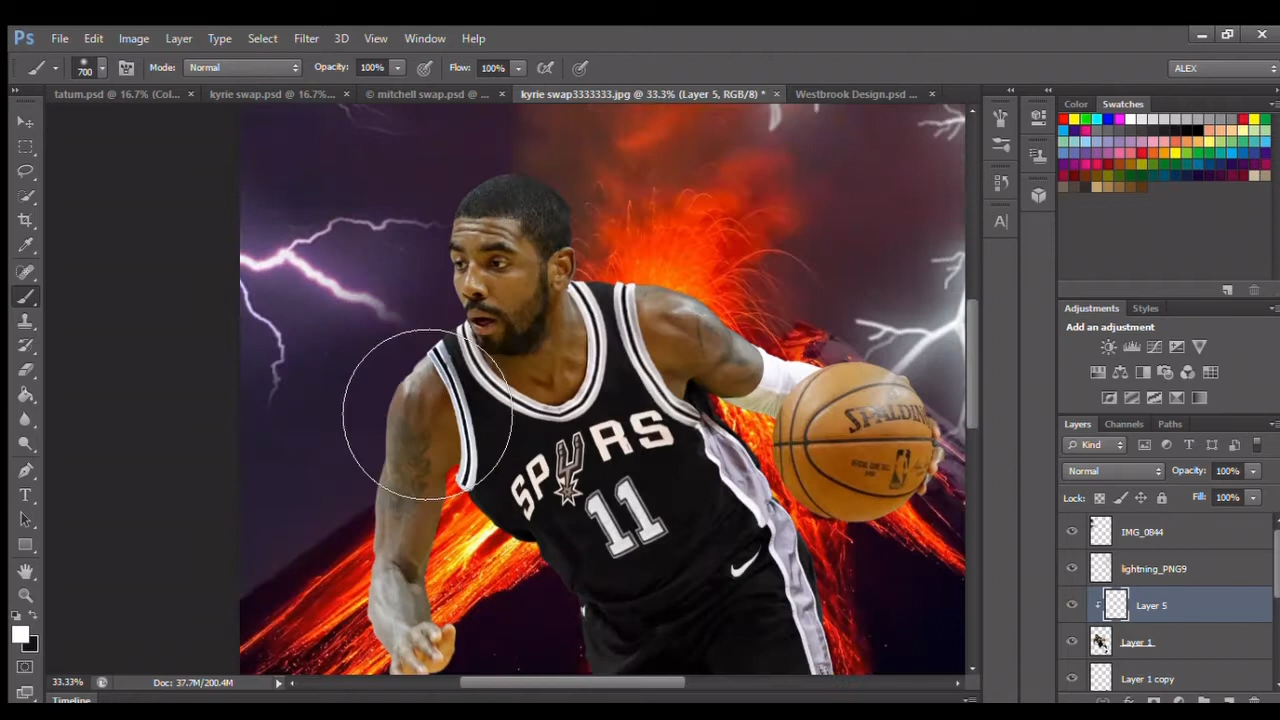 Ps File Edit Image Layer Type Select Filter 3D View Window Help
700 Mode: Normal Opacity: 100% Flow: 100% ALEX
tatum.psd @ 16.7% (Col... × kyrie swap.psd @ 16.7%... × © mitchell swap.psd @ ... × kyrie swap3333333.jpg @ 33.3% (Layer 5, RGB/8) * × Westbrook Design.psd ... ×
Color Swatches
Adjustments Styles
Add an adjustment
Layers Channels Paths
Kind
Normal Opacity: 100%
Lock: Fill: 100%
IMG_0844
lightning_PNG9
Layer 5
Layer 1
Layer 1 copy
SPALDING
SPURS
11
33.33% Doc: 37.7M/200.4M
Timeline